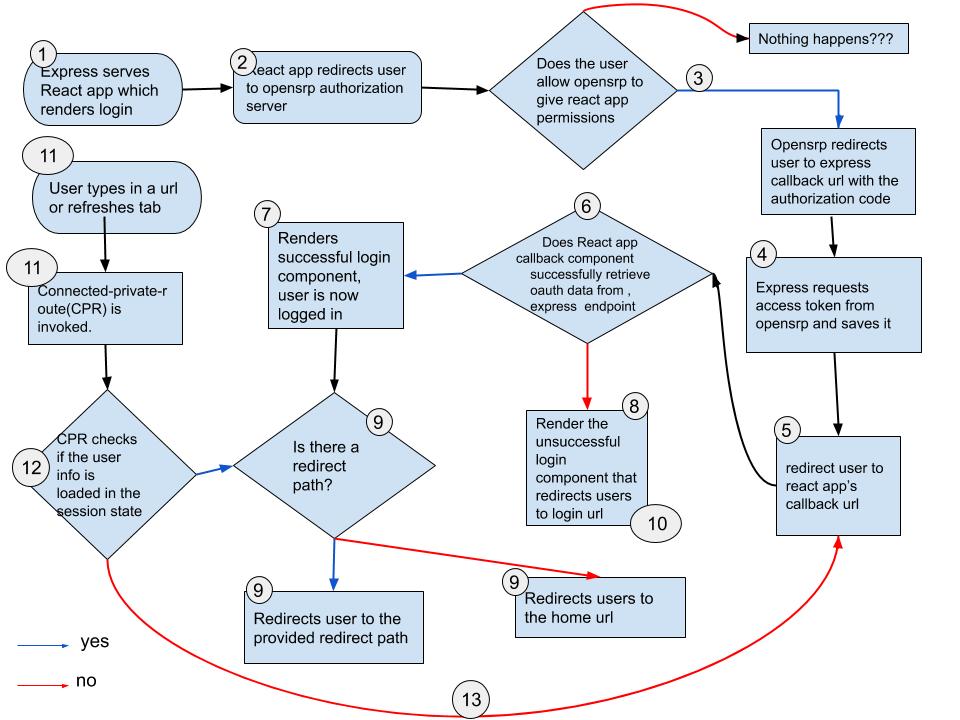 1
Express serves
React app which
renders login
2
React app redirects user
to opensrp authorization
server
Does the user
allow opensrp to
give react app
permissions
Nothing happens???
3
Opensrp redirects
user to express
callback url with the
authorization code
11
User types in a url
or refreshes tab
7
Renders
successful login
component,
user is now
logged in
6
Does React app
callback component
successfully retrieve
oauth data from ,
express endpoint
4
Express requests
access token from
opensrp and saves it
11
Connected-private-r
oute(CPR) is
invoked.
12
CPR checks
if the user
info is
loaded in the
session state
9
Is there a
redirect
path?
8
Render the
unsuccessful
login
component that
redirects users
to login url
10
5
redirect user to
react app's
callback url
9
Redirects user to the
provided redirect path
9
Redirects users to
the home url
yes
no
13